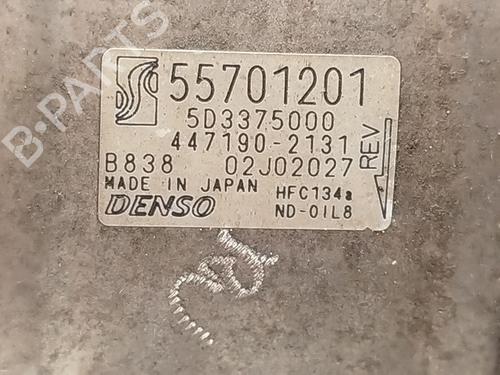 B-PARTS
55701201
5D3375000
447190-2131
B838 02J02027
MADE IN JAPAN HFC134a
DENSO ND-OIL8
REV